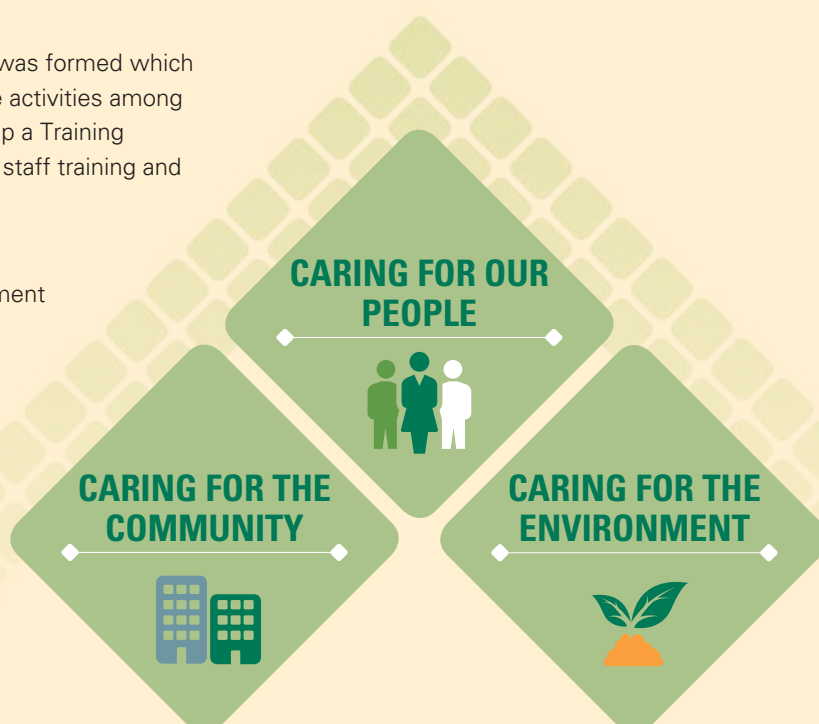 was formed which
activities among
p a Training
staff training and
ment
CARING FOR OUR
PEOPLE
CARING FOR THE
COMMUNITY
CARING FOR THE
ENVIRONMENT